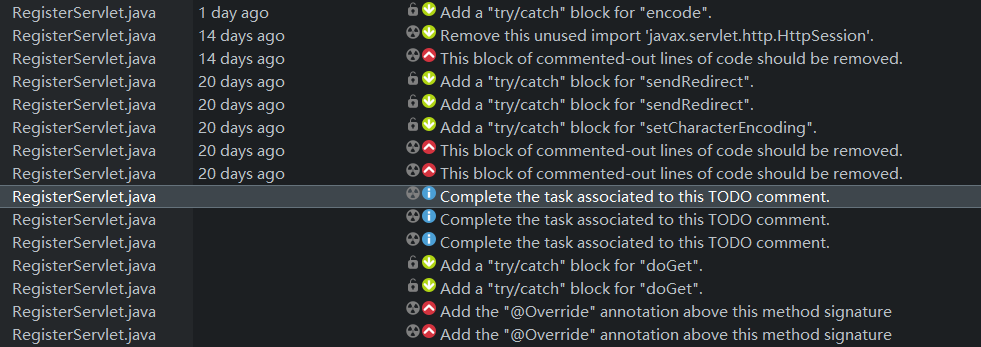 RegisterServlet.java 1 day ago Add a "try/catch" block for "encode".
RegisterServlet.java 14 days ago Remove this unused import 'javax.servlet.http.HttpSession'.
RegisterServlet.java 14 days ago This block of commented-out lines of code should be removed.
RegisterServlet.java 20 days ago Add a "try/catch" block for "sendRedirect".
RegisterServlet.java 20 days ago Add a "try/catch" block for "sendRedirect".
RegisterServlet.java 20 days ago Add a "try/catch" block for "setCharacterEncoding".
RegisterServlet.java 20 days ago This block of commented-out lines of code should be removed.
RegisterServlet.java 20 days ago This block of commented-out lines of code should be removed.
RegisterServlet.java Complete the task associated to this TODO comment.
RegisterServlet.java Complete the task associated to this TODO comment.
RegisterServlet.java Complete the task associated to this TODO comment.
RegisterServlet.java Add a "try/catch" block for "doGet".
RegisterServlet.java Add a "try/catch" block for "doGet".
RegisterServlet.java Add the "@Override" annotation above this method signature
RegisterServlet.java Add the "@Override" annotation above this method signature